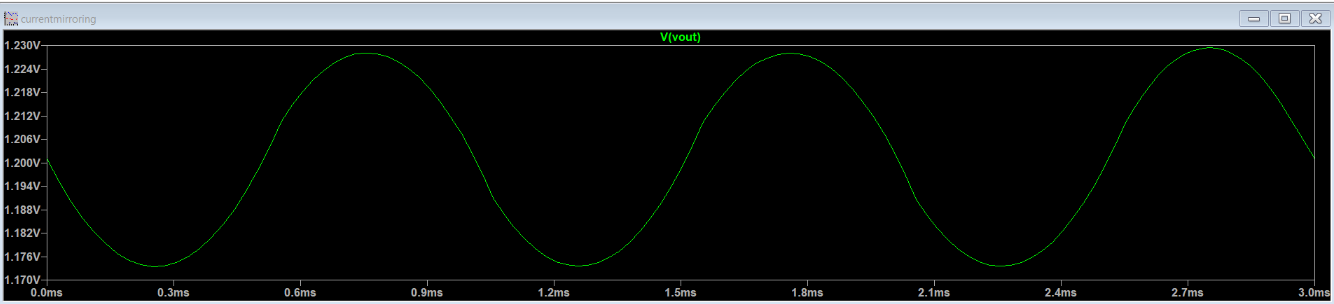 currentmirroring
V(vout)
1.230V
1.224V
1.218V
1.212V
1.206V
1.200V
1.194V
1.188V
1.182V
1.176V
1.170V
0.0ms 0.3ms 0.6ms 0.9ms 1.2ms 1.5ms 1.8ms 2.1ms 2.4ms 2.7ms 3.0ms